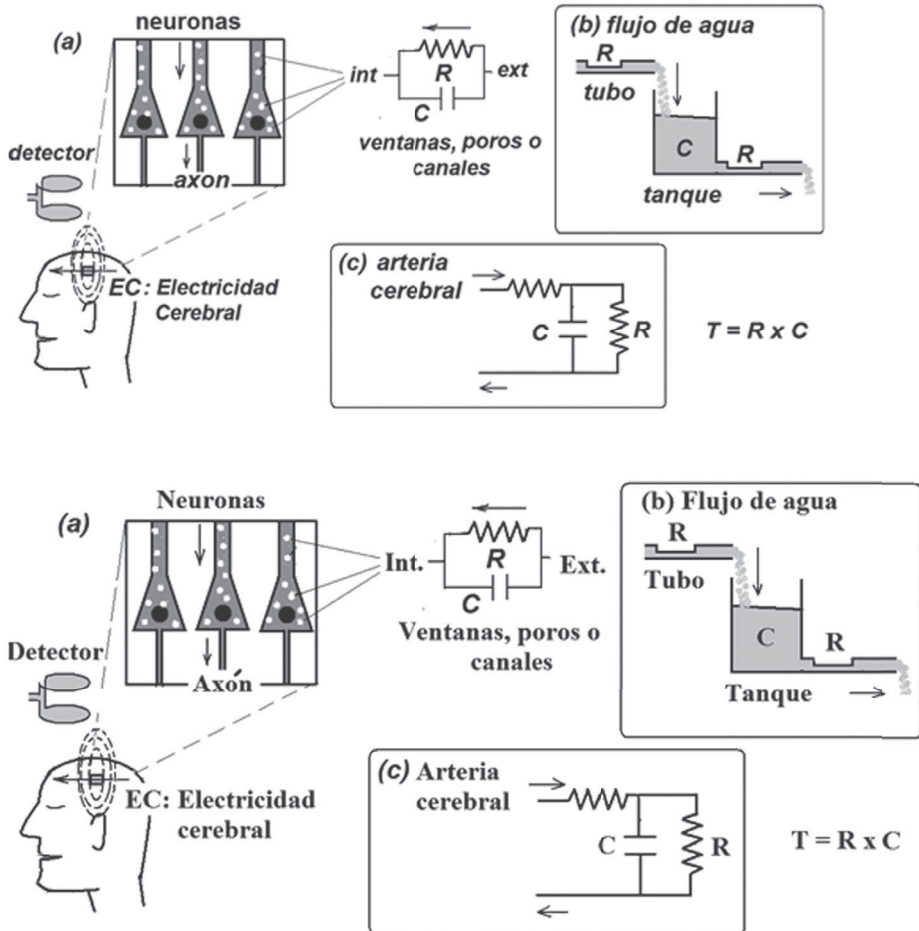 neuronas
(a)
detector
axon
EC: Electricidad
Cerebral
int
R
ext
C
ventanas, poros o
canales
(b) flujo de agua
R
tubo
C
R
tanque
(c) arteria
cerebral
C
R
T = R x C
Neuronas
(a)
Detector
Axón
EC: Electricidad
cerebral
Int.
R
Ext.
C
Ventanas, poros o
canales
(b) Flujo de agua
R
Tubo
C
R
Tanque
(c) Arteria
cerebral
C
R
T = R x C